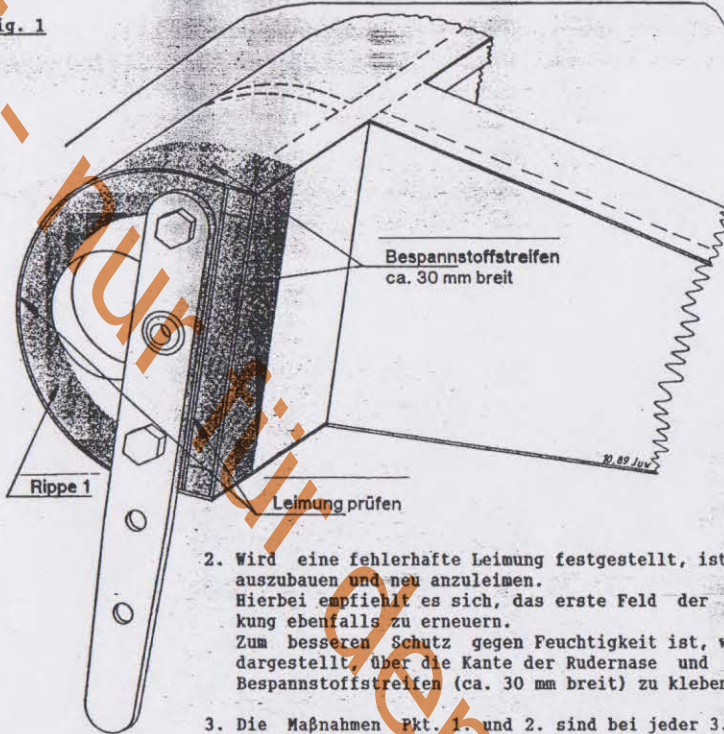 ig. 1
Bespannstoffstreifen
ca. 30 mm breit
10.89 Juw
Rippe 1
Leimung prüfen
2. Wird eine fehlerhafte Leimung festgestellt, ist
auszubauen und neu anzuleimen.
Hierbei empfiehlt es sich, das erste Feld der
kung ebenfalls zu erneuern.
Zum besseren Schutz gegen Feuchtigkeit ist, w
dargestellt, über die Kante der Rudernase und
Bespannstoffstreifen (ca. 30 mm breit) zu kleben
3. Die Maßnahmen Pkt. 1. und 2. sind bei jeder 3.
- nur für den